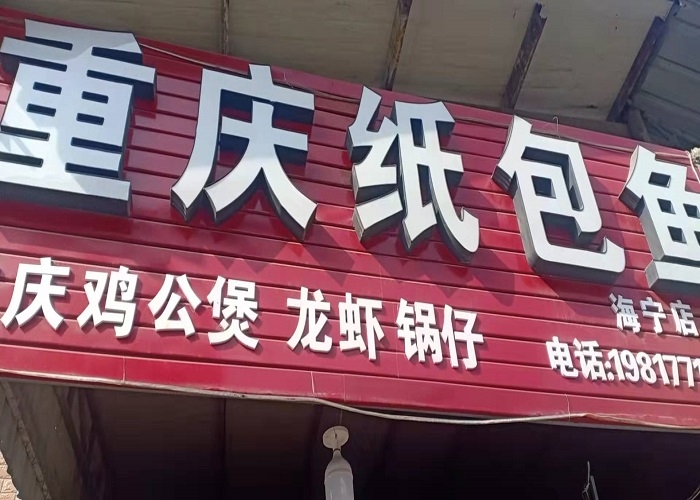 重庆纸包鱼
庆鸡公煲 龙虾 锅仔
海宁店
电话:1981771